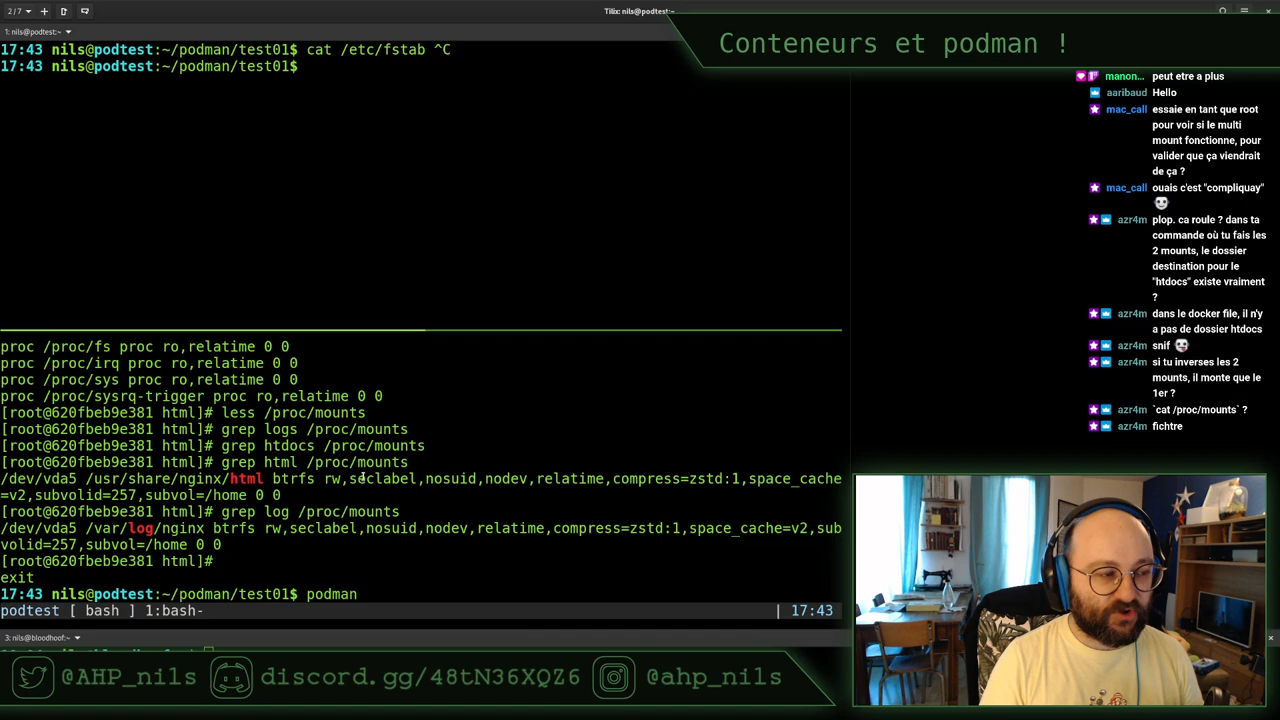 2/7
Tilix: nils@podtest:~
1: nils@podtest:~
17:43 nils@podtest:~/podman/test01$ cat /etc/fstab ^C
17:43 nils@podtest:~/podman/test01$
Conteneurs et podman !
manon... peut etre a plus
aaribaud Hello
mac_call essaie en tant que root
pour voir si le multi
mount fonctionne, pour
valider que ça viendrait
de ça ?
mac_call ouais c'est "compliquay"
azr4m plop. ca roule ? dans ta
commande où tu fais les
2 mounts, le dossier
destination pour le
"htdocs" existe vraiment
?
azr4m dans le docker file, il n'y
a pas de dossier htdocs
azr4m snif
azr4m si tu inverses les 2
mounts, il monte que le
1er ?
azr4m `cat /proc/mounts` ?
azr4m fichtre
proc /proc/fs proc ro,relatime 0 0
proc /proc/irq proc ro,relatime 0 0
proc /proc/sys proc ro,relatime 0 0
proc /proc/sysrq-trigger proc ro,relatime 0 0
[root@620fbeb9e381 html]# less /proc/mounts
[root@620fbeb9e381 html]# grep logs /proc/mounts
[root@620fbeb9e381 html]# grep htdocs /proc/mounts
[root@620fbeb9e381 html]# grep html /proc/mounts
/dev/vda5 /usr/share/nginx/html btrfs rw,seclabel,nosuid,nodev,relatime,compress=zstd:1,space_cache
=v2,subvolid=257,subvol=/home 0 0
[root@620fbeb9e381 html]# grep log /proc/mounts
/dev/vda5 /var/log/nginx btrfs rw,seclabel,nosuid,nodev,relatime,compress=zstd:1,space_cache=v2,sub
volid=257,subvol=/home 0 0
[root@620fbeb9e381 html]#
exit
17:43 nils@podtest:~/podman/test01$ podman
podtest [ bash ] 1:bash- | 17:43
3: nils@bloodhoof:~
@AHP_nils
discord.gg/48tN36XQZ6
@ahp_nils